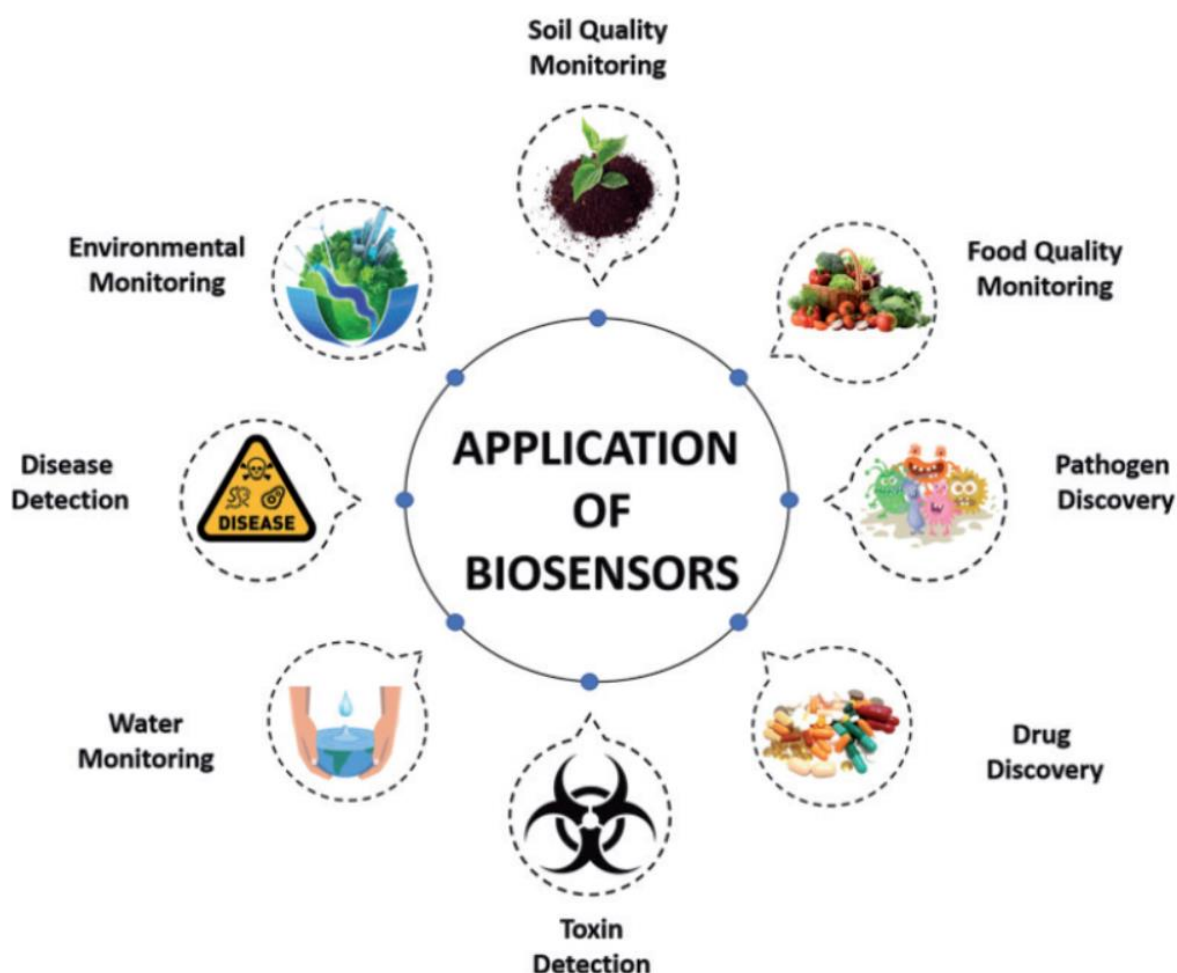 Soil Quality
Monitoring
Environmental
Monitoring
Food Quality
Monitoring
Disease
Detection
DISEASE
APPLICATION
OF
BIOSENSORS
Pathogen
Discovery
Water
Monitoring
Drug
Discovery
Toxin
Detection